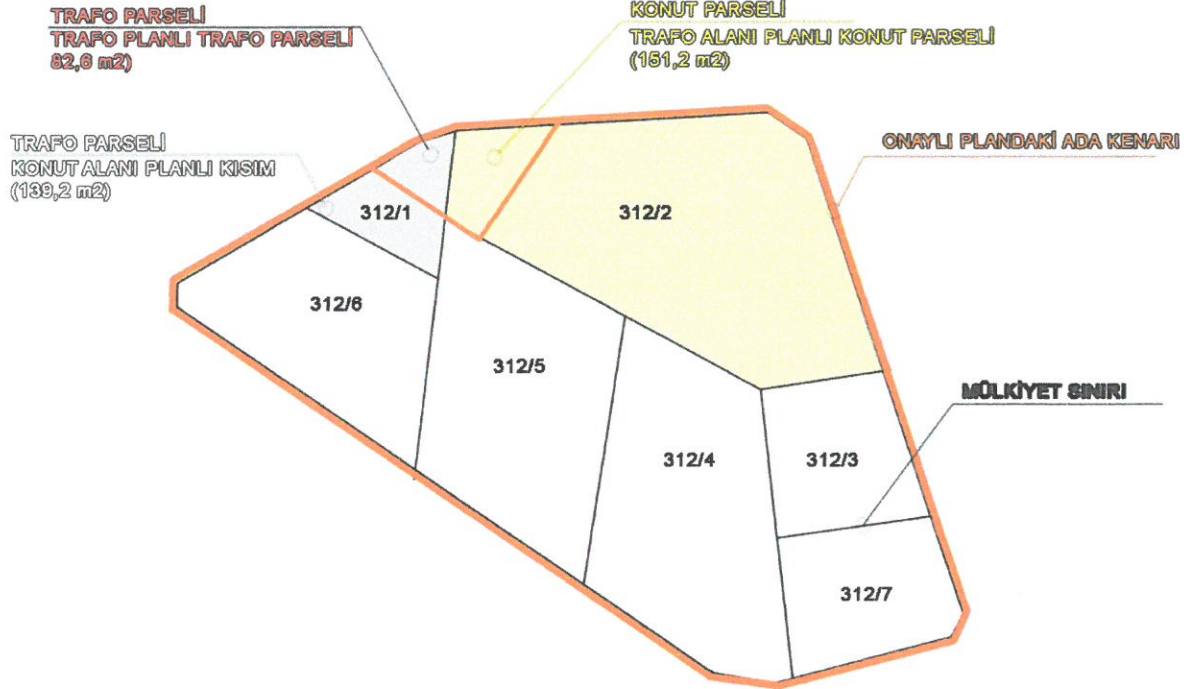 TRAFO PARSELİ
TRAFO PLANLI TRAFO PARSELİ
82,6 m2)
KONUT PARSELİ
TRAFO ALANI PLANLI KONUT PARSELİ
(151,2 m2)
TRAFO PARSELİ
KONUT ALANI PLANLI KISIM
(139,2 m2)
ONAYLI PLANDAKİ ADA KENARI
312/1
312/2
312/6
312/5
MÜLKİYET SINIRI
312/4
312/3
312/7